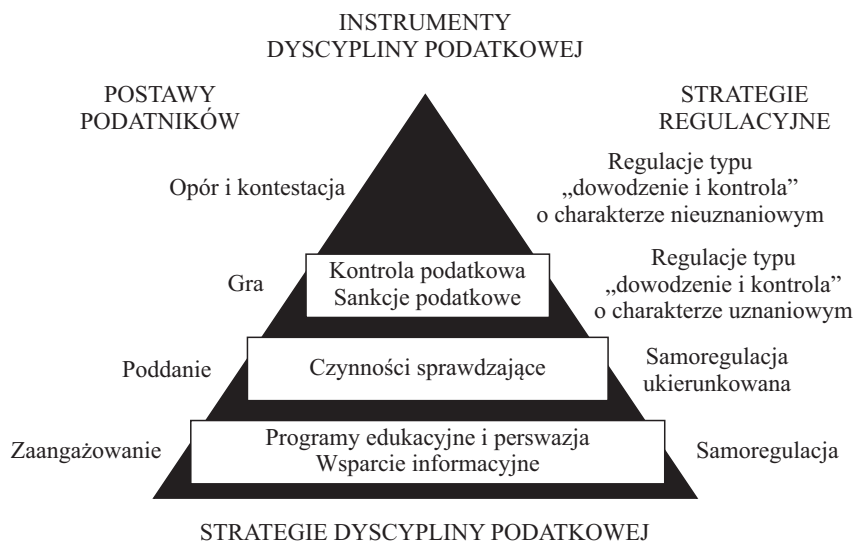 INSTRUMENTY
DYSCYPLINY PODATKOWEJ
POSTAWY
PODATNIKÓW
STRATEGIE
REGULACYJNE
Opór i kontestacja
Regulacje typu
„dowodzenie i kontrola”
o charakterze nieuznaniowym
Gra
Kontrola podatkowa
Sankcje podatkowe
Regulacje typu
„dowodzenie i kontrola”
o charakterze uznaniowym
Poddanie
Czynności sprawdzające
Samoregulacja
ukierunkowana
Zaangażowanie
Programy edukacyjne i perswazja
Wsparcie informacyjne
Samoregulacja
STRATEGIE DYSCYPLINY PODATKOWEJ